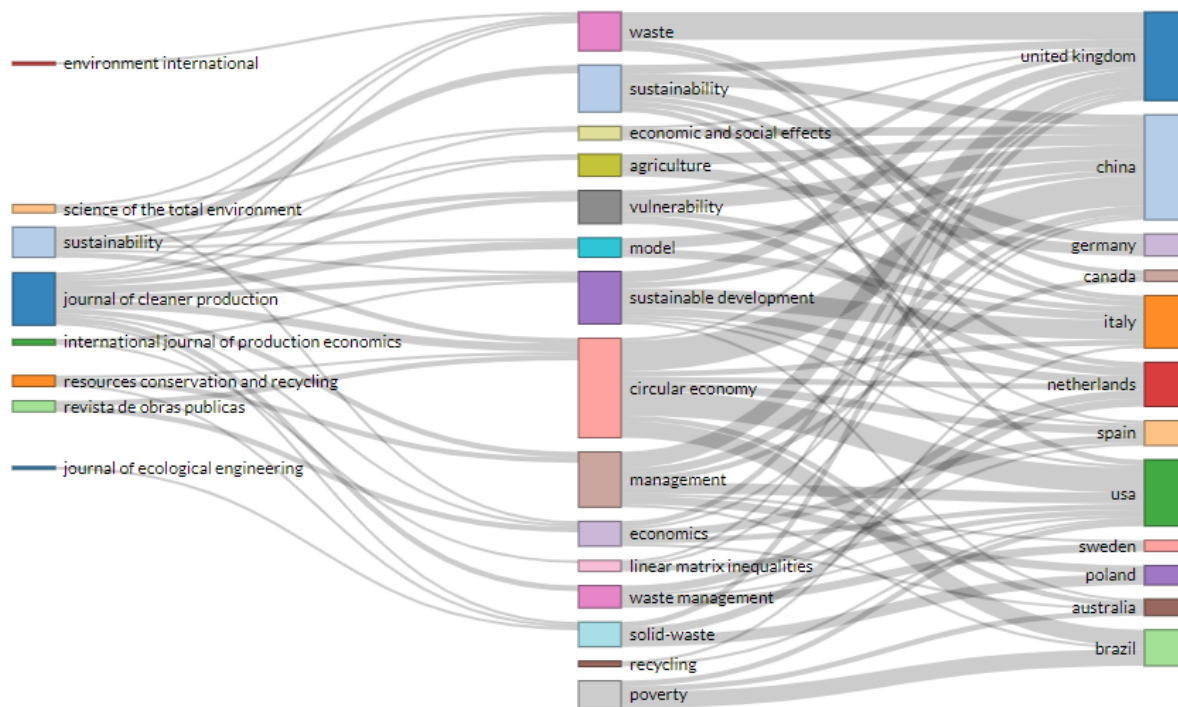 environment international
science of the total environment
sustainability
journal of cleaner production
international journal of production economics
resources conservation and recycling
revista de obras publicas
journal of ecological engineering
waste
sustainability
economic and social effects
agriculture
vulnerability
model
sustainable development
circular economy
management
economics
linear matrix inequalities
waste management
solid-waste
recycling
poverty
united kingdom
china
germany
canada
italy
netherlands
spain
usa
sweden
poland
australia
brazil